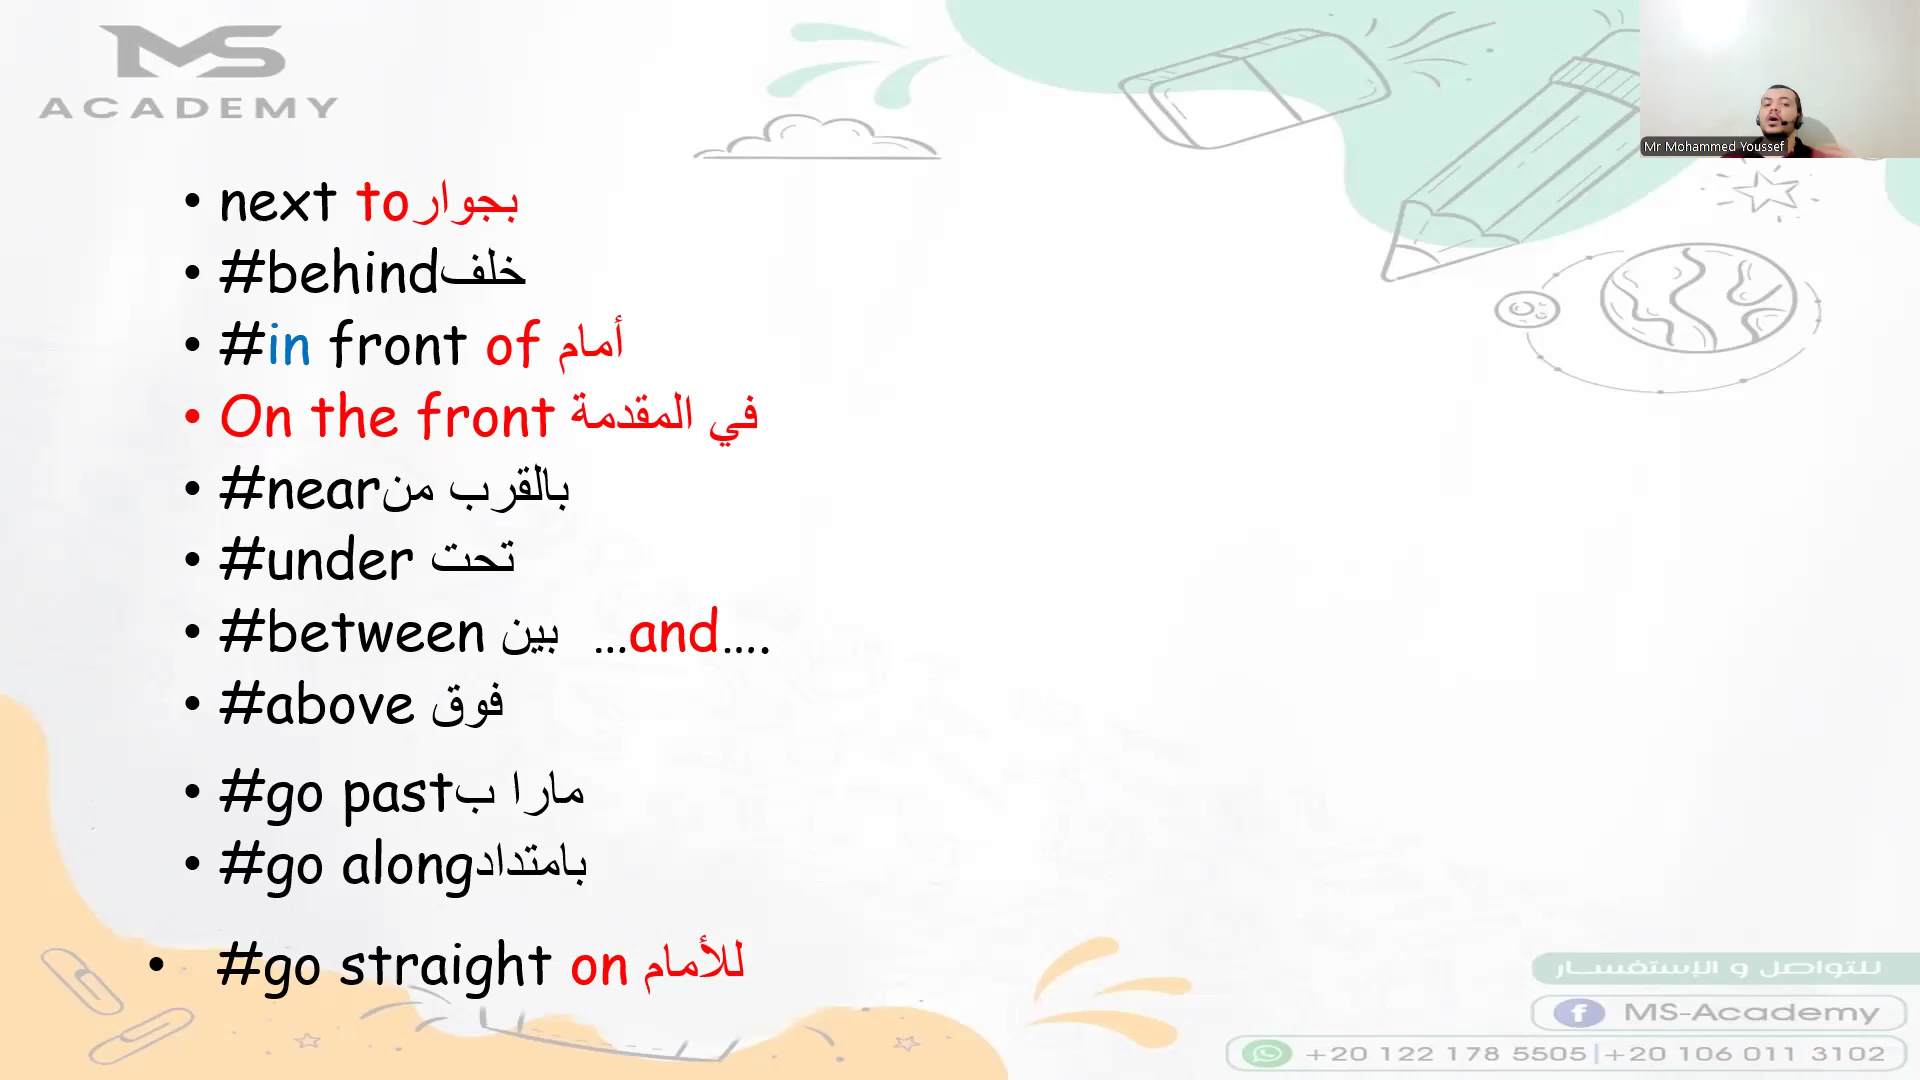 MS
ACADEMY
Mr Mohammed Youssef
• next to بجوار
• #behind خلف
• #in front of أمام
• On the front في المقدمة
• #near بالقرب من
• #under تحت
• #between بين ...and....
• #above فوق
• #go past مارا ب
• #go along بامتداد
• #go straight on للأمام
للتواصل و الإستفسار
MS-Academy
+20 122 178 5505 | +20 106 011 3102